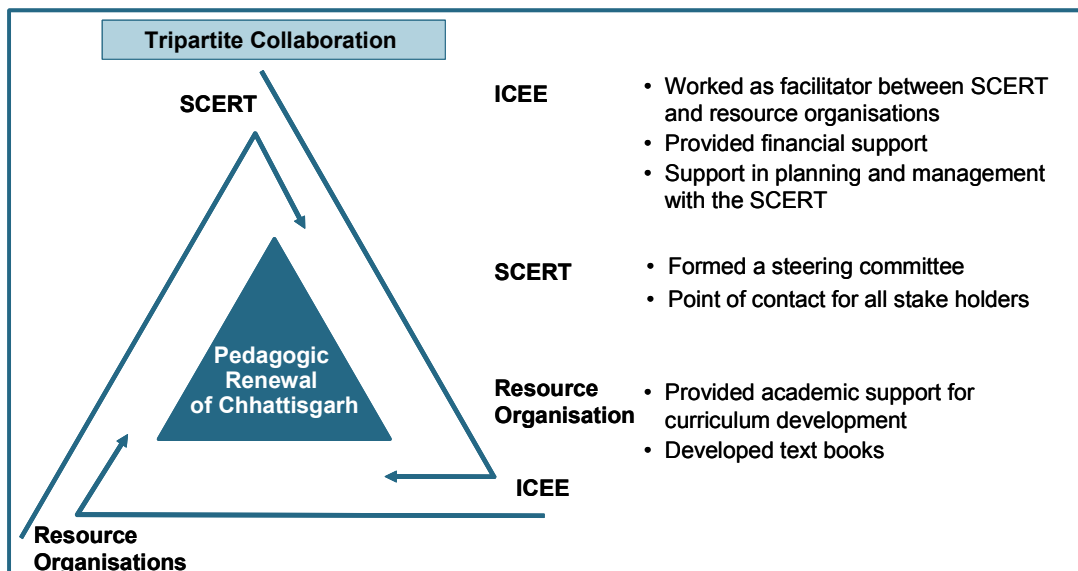 Tripartite Collaboration
SCERT
Pedagogic
Renewal
of Chhattisgarh
ICEE
Resource
Organisations
ICEE
• Worked as facilitator between SCERT
and resource organisations
• Provided financial support
• Support in planning and management
with the SCERT
SCERT
• Formed a steering committee
• Point of contact for all stake holders
Resource
Organisation
• Provided academic support for
curriculum development
• Developed text books